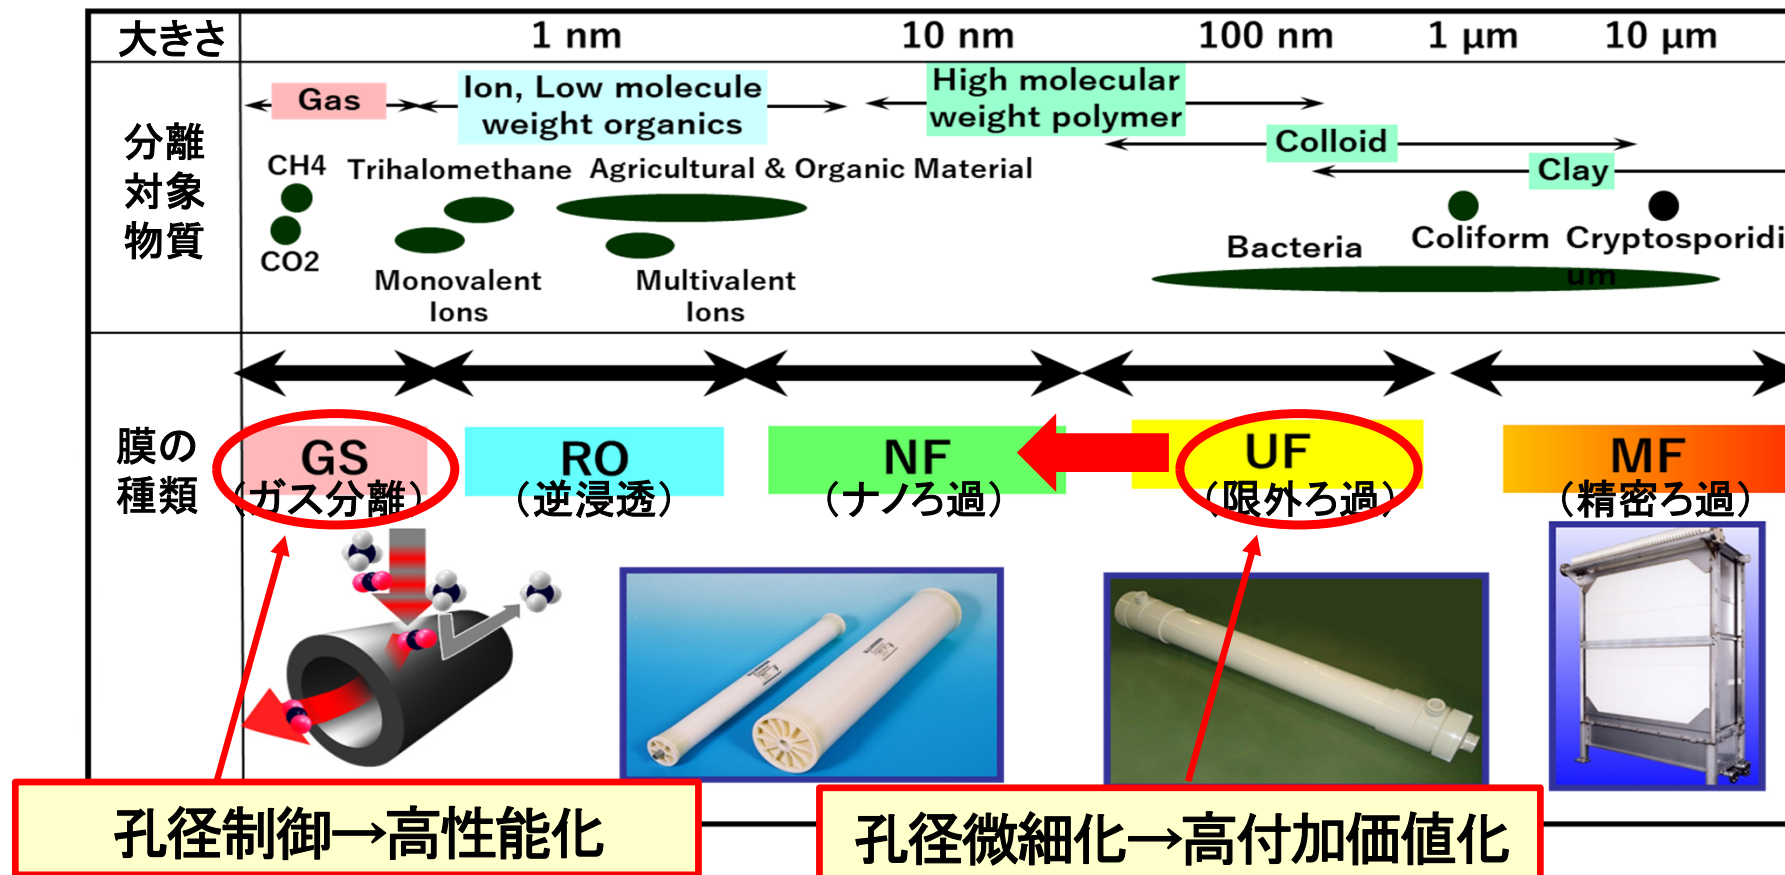 大きさ
1 nm
10 nm
100 nm
1 μm
10 μm
分離
対象
物質
Gas
Ion, Low molecule
weight organics
High molecular
weight polymer
Colloid
Clay
CH4
Trihalomethane
Agricultural & Organic Material
CO2
Monovalent
Ions
Multivalent
Ions
Bacteria
Coliform
Cryptosporidi
um
膜の
種類
GS
(ガス分離)
RO
(逆浸透)
NF
(ナノろ過)
UF
(限外ろ過)
MF
(精密ろ過)
孔径制御→高性能化
孔径微細化→高付加価値化